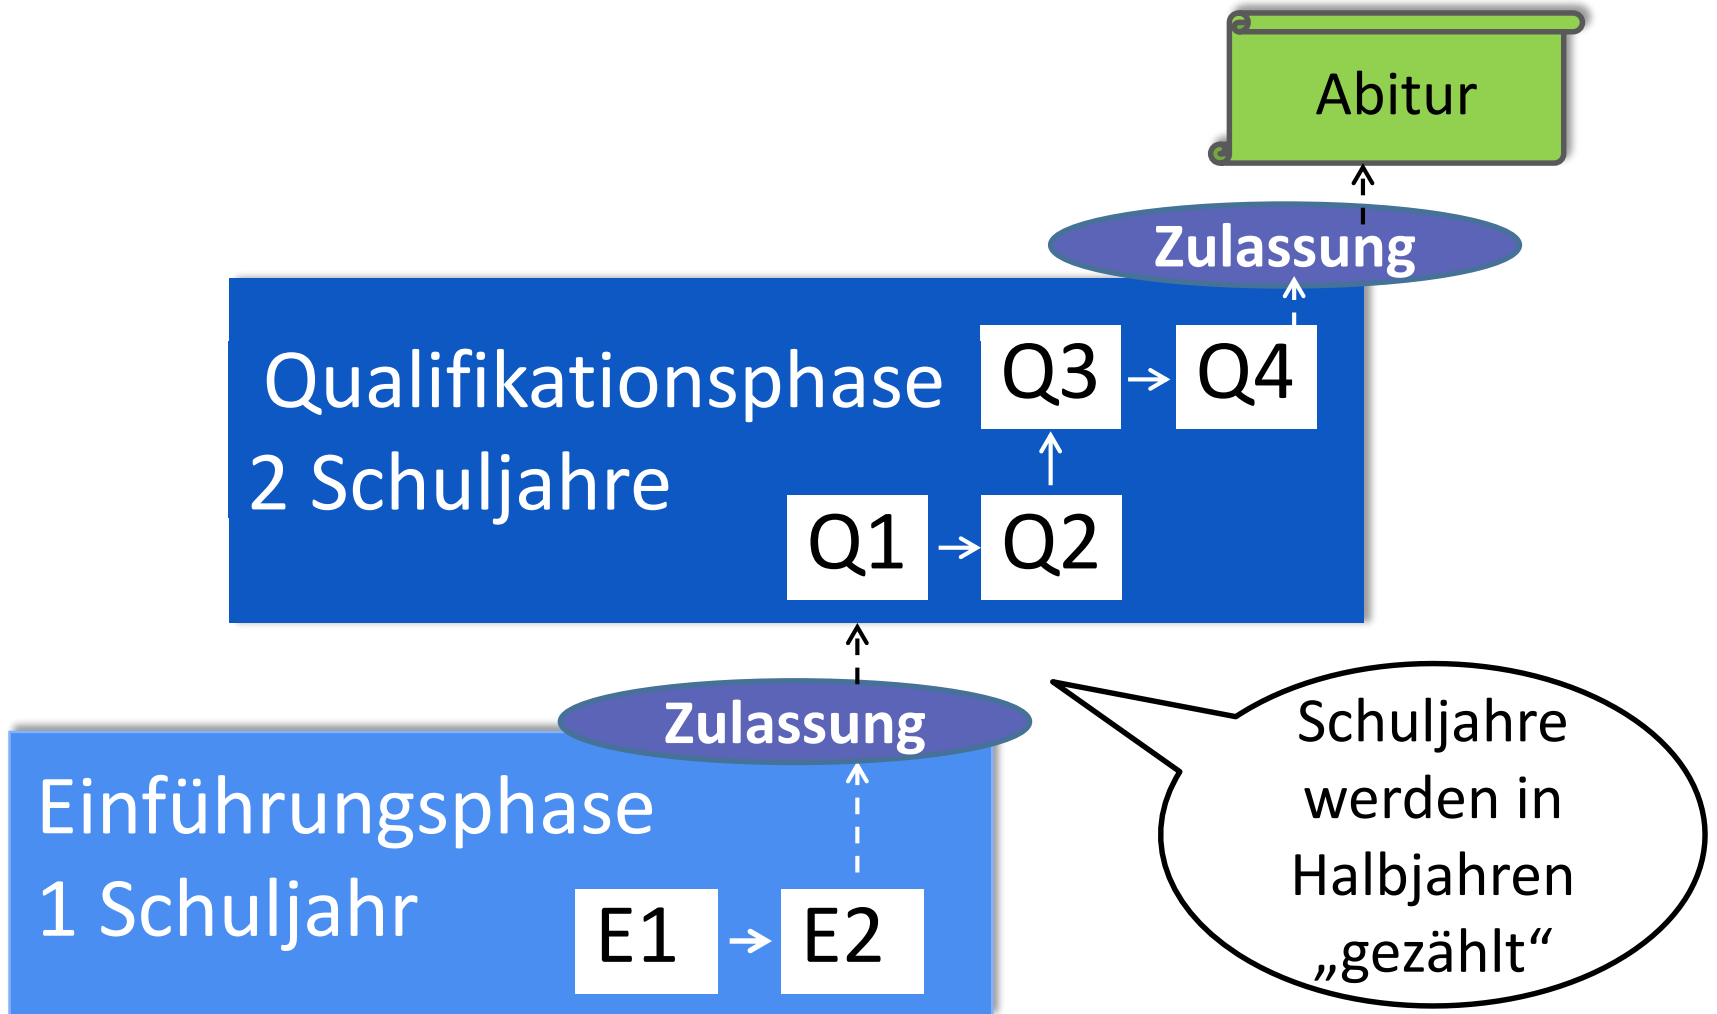 Abitur
Zulassung
Qualifikationsphase
2 Schuljahre
Q3
Q4
Q1
Q2
Zulassung
Einführungsphase
1 Schuljahr
E1
E2
Schuljahre
werden in
Halbjahren
„gezählt“